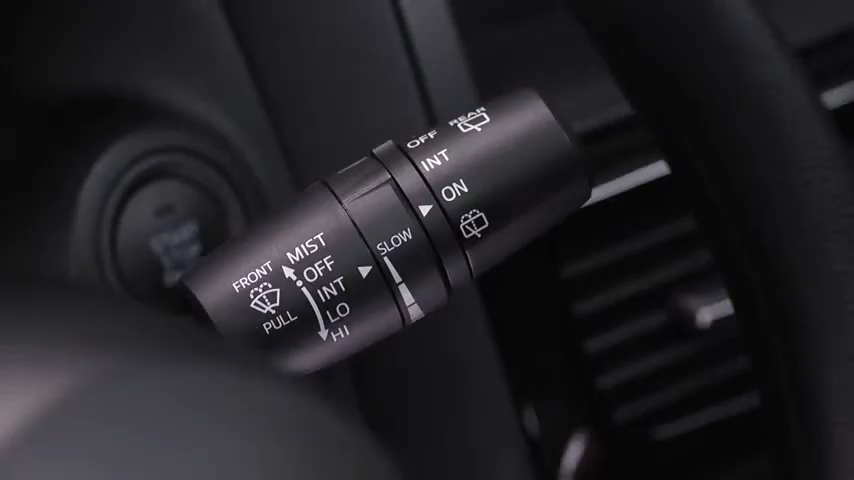 FRONT
PULL
MIST
OFF
INT
LO
HI
SLOW
OFF
INT
ON
REAR